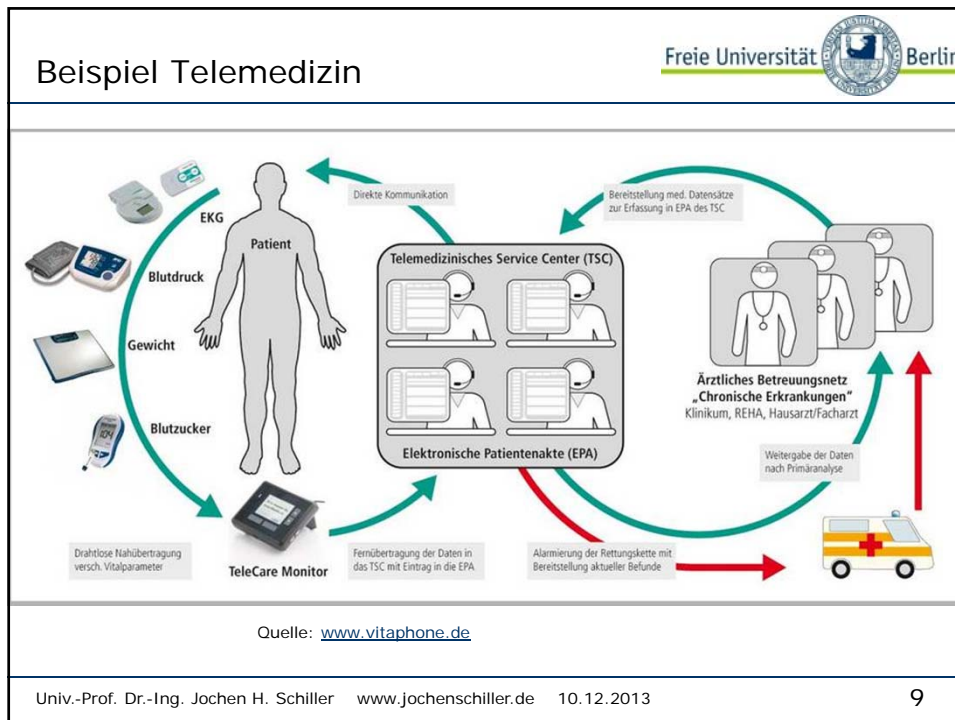 Beispiel Telemedizin
Freie Universität Berlin
EKG
Blutdruck
Gewicht
Blutzucker
Patient
Direkte Kommunikation
Bereitstellung med. Datensätze
zur Erfassung in EPA des TSC
Telemedizinisches Service Center (TSC)
Elektronische Patientenakte (EPA)
Ärztliches Betreuungsnetz
„Chronische Erkrankungen“
Klinikum, REHA, Hausarzt/Facharzt
Weitergabe der Daten
nach Primäranalyse
Drahtlose Nahübertragung
versch. Vitalparameter
TeleCare Monitor
Fernübertragung der Daten in
das TSC mit Eintrag in die EPA
Alarmierung der Rettungskette mit
Bereitstellung aktueller Befunde
Quelle: www.vitaphone.de
Univ.-Prof. Dr.-Ing. Jochen H. Schiller www.jochenschiller.de 10.12.2013 9